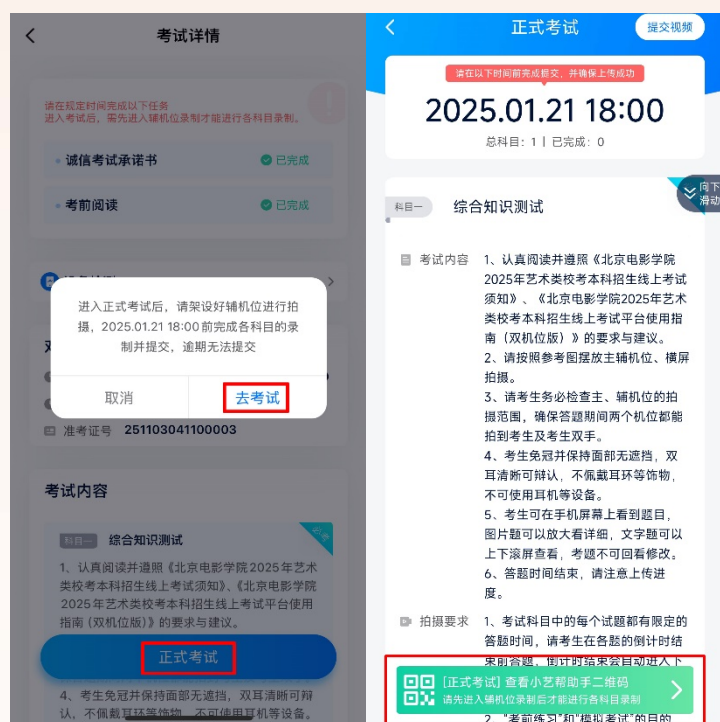 考试详情
请在规定时间完成以下任务
进入考试后，需先进入辅机位录制才能进行各科目录制。
诚信考试承诺书
已完成
考前阅读
已完成
进入正式考试后，请架设好辅机位进行拍
摄，2025.01.21 18:00前完成各科目的录
制并提交，逾期无法提交
取消
去考试
准考证号 251103041100003
考试内容
科目一 综合知识测试
必考
1、认真阅读并遵照《北京电影学院2025年艺术
类校考本科招生线上考试须知》、《北京电影学院
2025年艺术类校考本科招生线上考试平台使用
指南（双机位版）》的要求与建议。
正式考试
4、考生免冠并保持面部无遮挡，双耳清晰可辩
认，不佩戴耳环等饰物，不可使用耳机等设备。
正式考试
提交视频
请在以下时间前完成提交，并确保上传成功
2025.01.21 18:00
总科目：1 | 已完成：0
向下
滑动
科目一 综合知识测试
考试内容
1、认真阅读并遵照《北京电影学院
2025年艺术类校考本科招生线上考试
须知》、《北京电影学院2025年艺术
类校考本科招生线上考试平台使用指
南（双机位版）》的要求与建议。
2、请按照参考图摆放主辅机位、横屏
拍摄。
3、请考生务必检查主、辅机位的拍
摄范围，确保答题期间两个机位都能
拍到考生及考生双手。
4、考生免冠并保持面部无遮挡，双
耳清晰可辩认，不佩戴耳环等饰物，
不可使用耳机等设备。
5、考生可在手机屏幕上看到题目，
图片题可以放大看详细，文字题可以
上下滚屏查看，考题不可回看修改。
6、答题时间结束，请注意上传进
度。
拍摄要求
1、考试科目中的每个试题都有限定的
答题时间，请考生在各题的倒计时结
束前答题，倒计时结束会自动进入下
[正式考试] 查看小艺帮助手二维码
请先进入辅机位录制后才能进行各科目录制
2、"考前练习"和"模拟考试"的目的